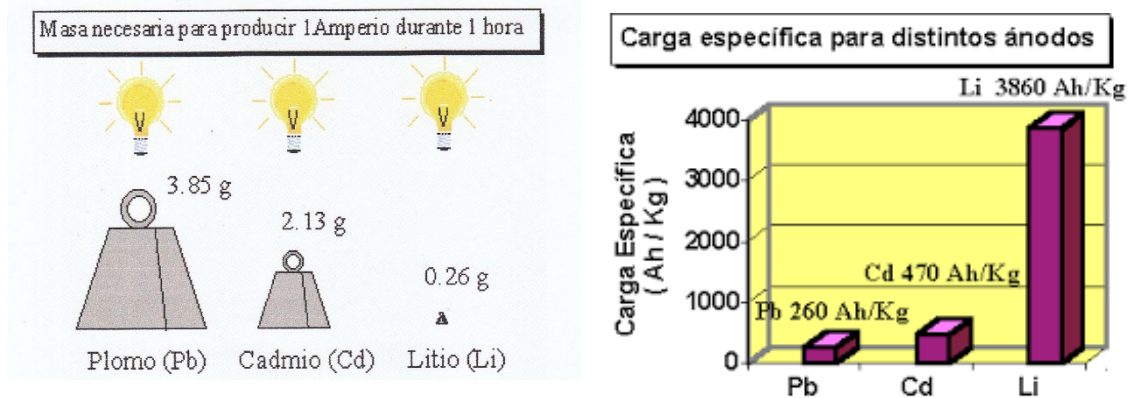 Masa necesaria para producir 1 Amperio durante 1 hora
3.85 g
2.13 g
0.26 g
Plomo (Pb)
Cadmio (Cd)
Litio (Li)
Carga específica para distintos ánodos
Li 3860 Ah/Kg
Carga Específica
( Ah / Kg )
4000
3000
2000
1000
0
Cd 470 Ah/Kg
Pb 260 Ah/Kg
Pb
Cd
Li